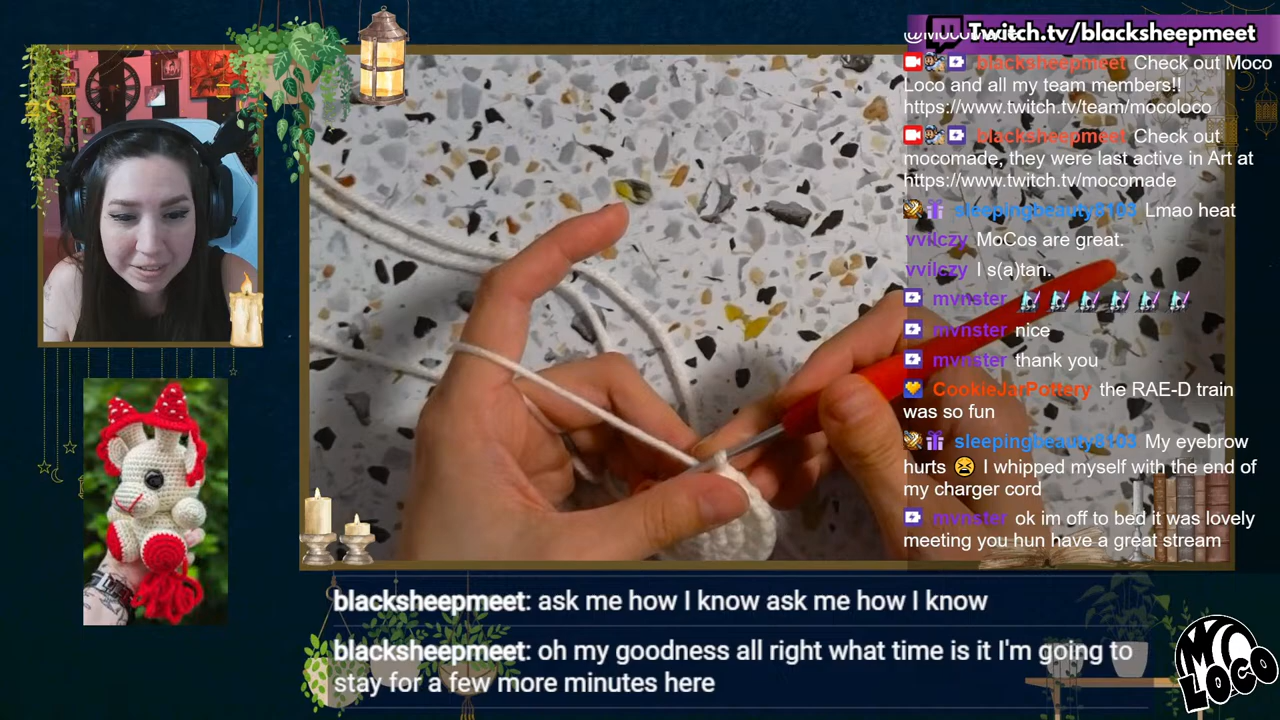 Twitch.tv/blacksheepmeet
blacksheepmeet Check out Moco
Loco and all my team members!!
https://www.twitch.tv/team/mocoloco
blacksheepmeet Check out
mocomade, they were last active in Art at
https://www.twitch.tv/mocomade
sleepingbeauty8103 Lmao heat
vvilczy MoCos are great.
vvilczy I s(a)tan.
mvnster
mvnster nice
mvnster thank you
CookieJarPottery the RAE-D train
was so fun
sleepingbeauty8103 My eyebrow
hurts 😫 I whipped myself with the end of
my charger cord
mvnster ok im off to bed it was lovely
meeting you hun have a great stream
blacksheepmeet: ask me how I know ask me how I know
blacksheepmeet: oh my goodness all right what time is it I'm going to
stay for a few more minutes here
MOCO
LOCO